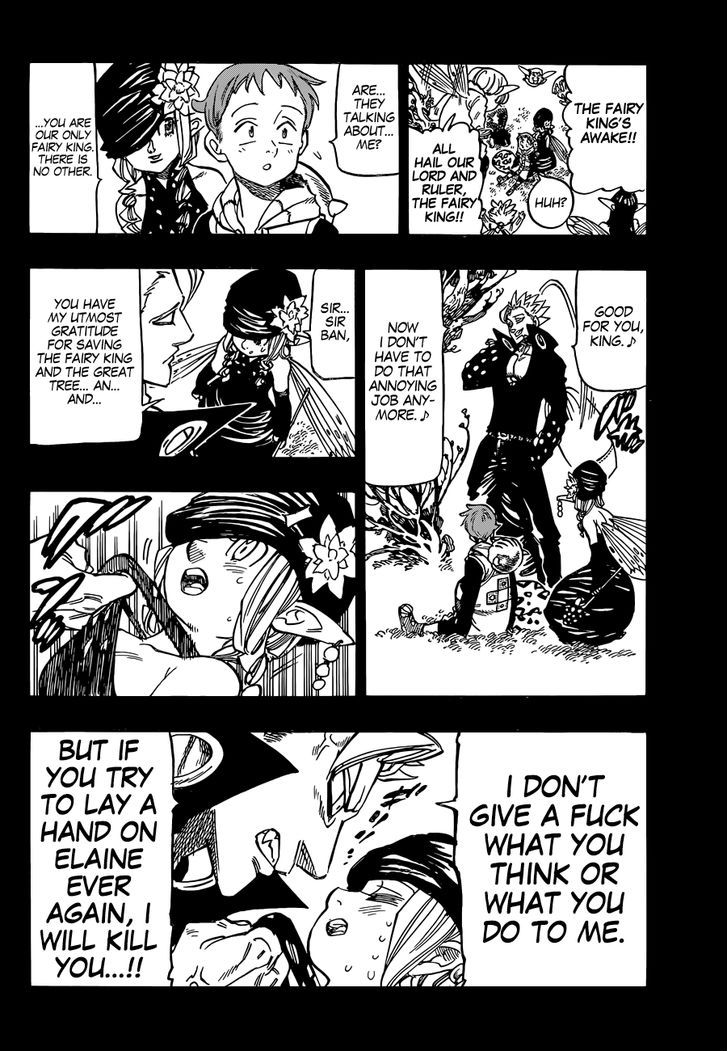 THE FAIRY
KING'S
AWAKE!!
ALL
HAIL OUR
LORD AND
RULER,
THE FAIRY
KING!!
HUH?
ARE...
THEY
TALKING
ABOUT...
ME?
...YOU ARE
OUR ONLY
FAIRY KING.
THERE IS
NO OTHER.
GOOD
FOR YOU,
KING.♪
NOW
I DON'T
HAVE TO
DO THAT
ANNOYING
JOB ANY-
MORE.♪
SIR...
SIR
BAN,
YOU HAVE
MY UTMOST
GRATITUDE
FOR SAVING
THE FAIRY KING
AND THE GREAT
TREE... AN...
AND...
I DON'T
GIVE A FUCK
WHAT YOU
THINK OR
WHAT YOU
DO TO ME.
BUT IF
YOU TRY
TO LAY A
HAND ON
ELAINE
EVER
AGAIN, I
WILL KILL
YOU...!!